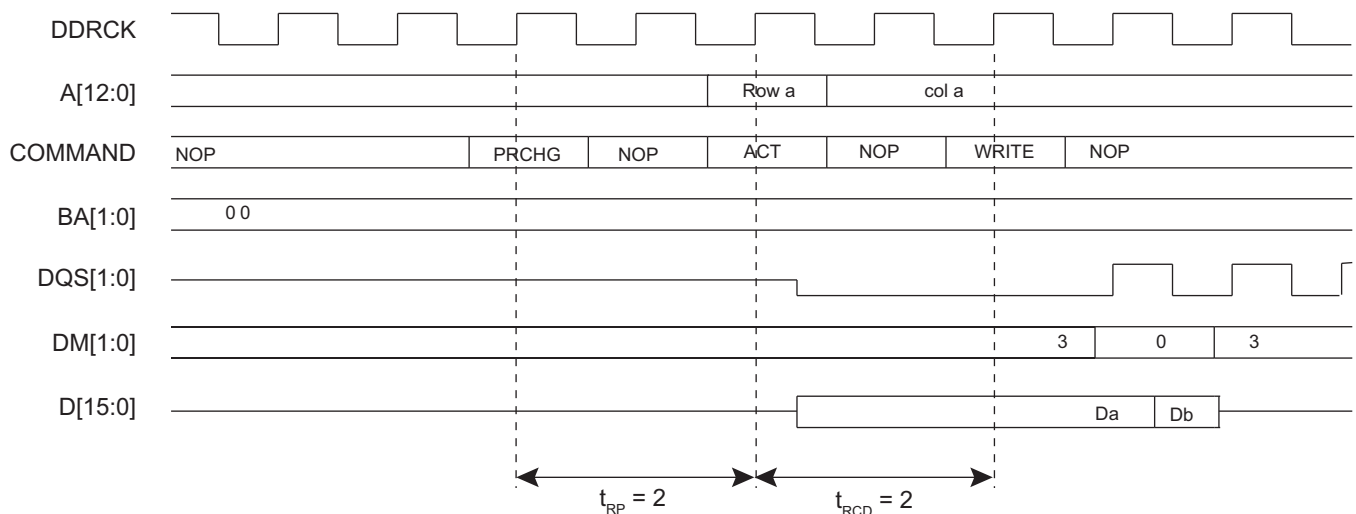 DDRCK
A[12:0] Row a col a
COMMAND NOP PRCHG NOP ACT NOP WRITE NOP
BA[1:0] 0 0
DQS[1:0]
DM[1:0] 3 0 3
D[15:0] Da Db
tRP = 2 tRCD = 2